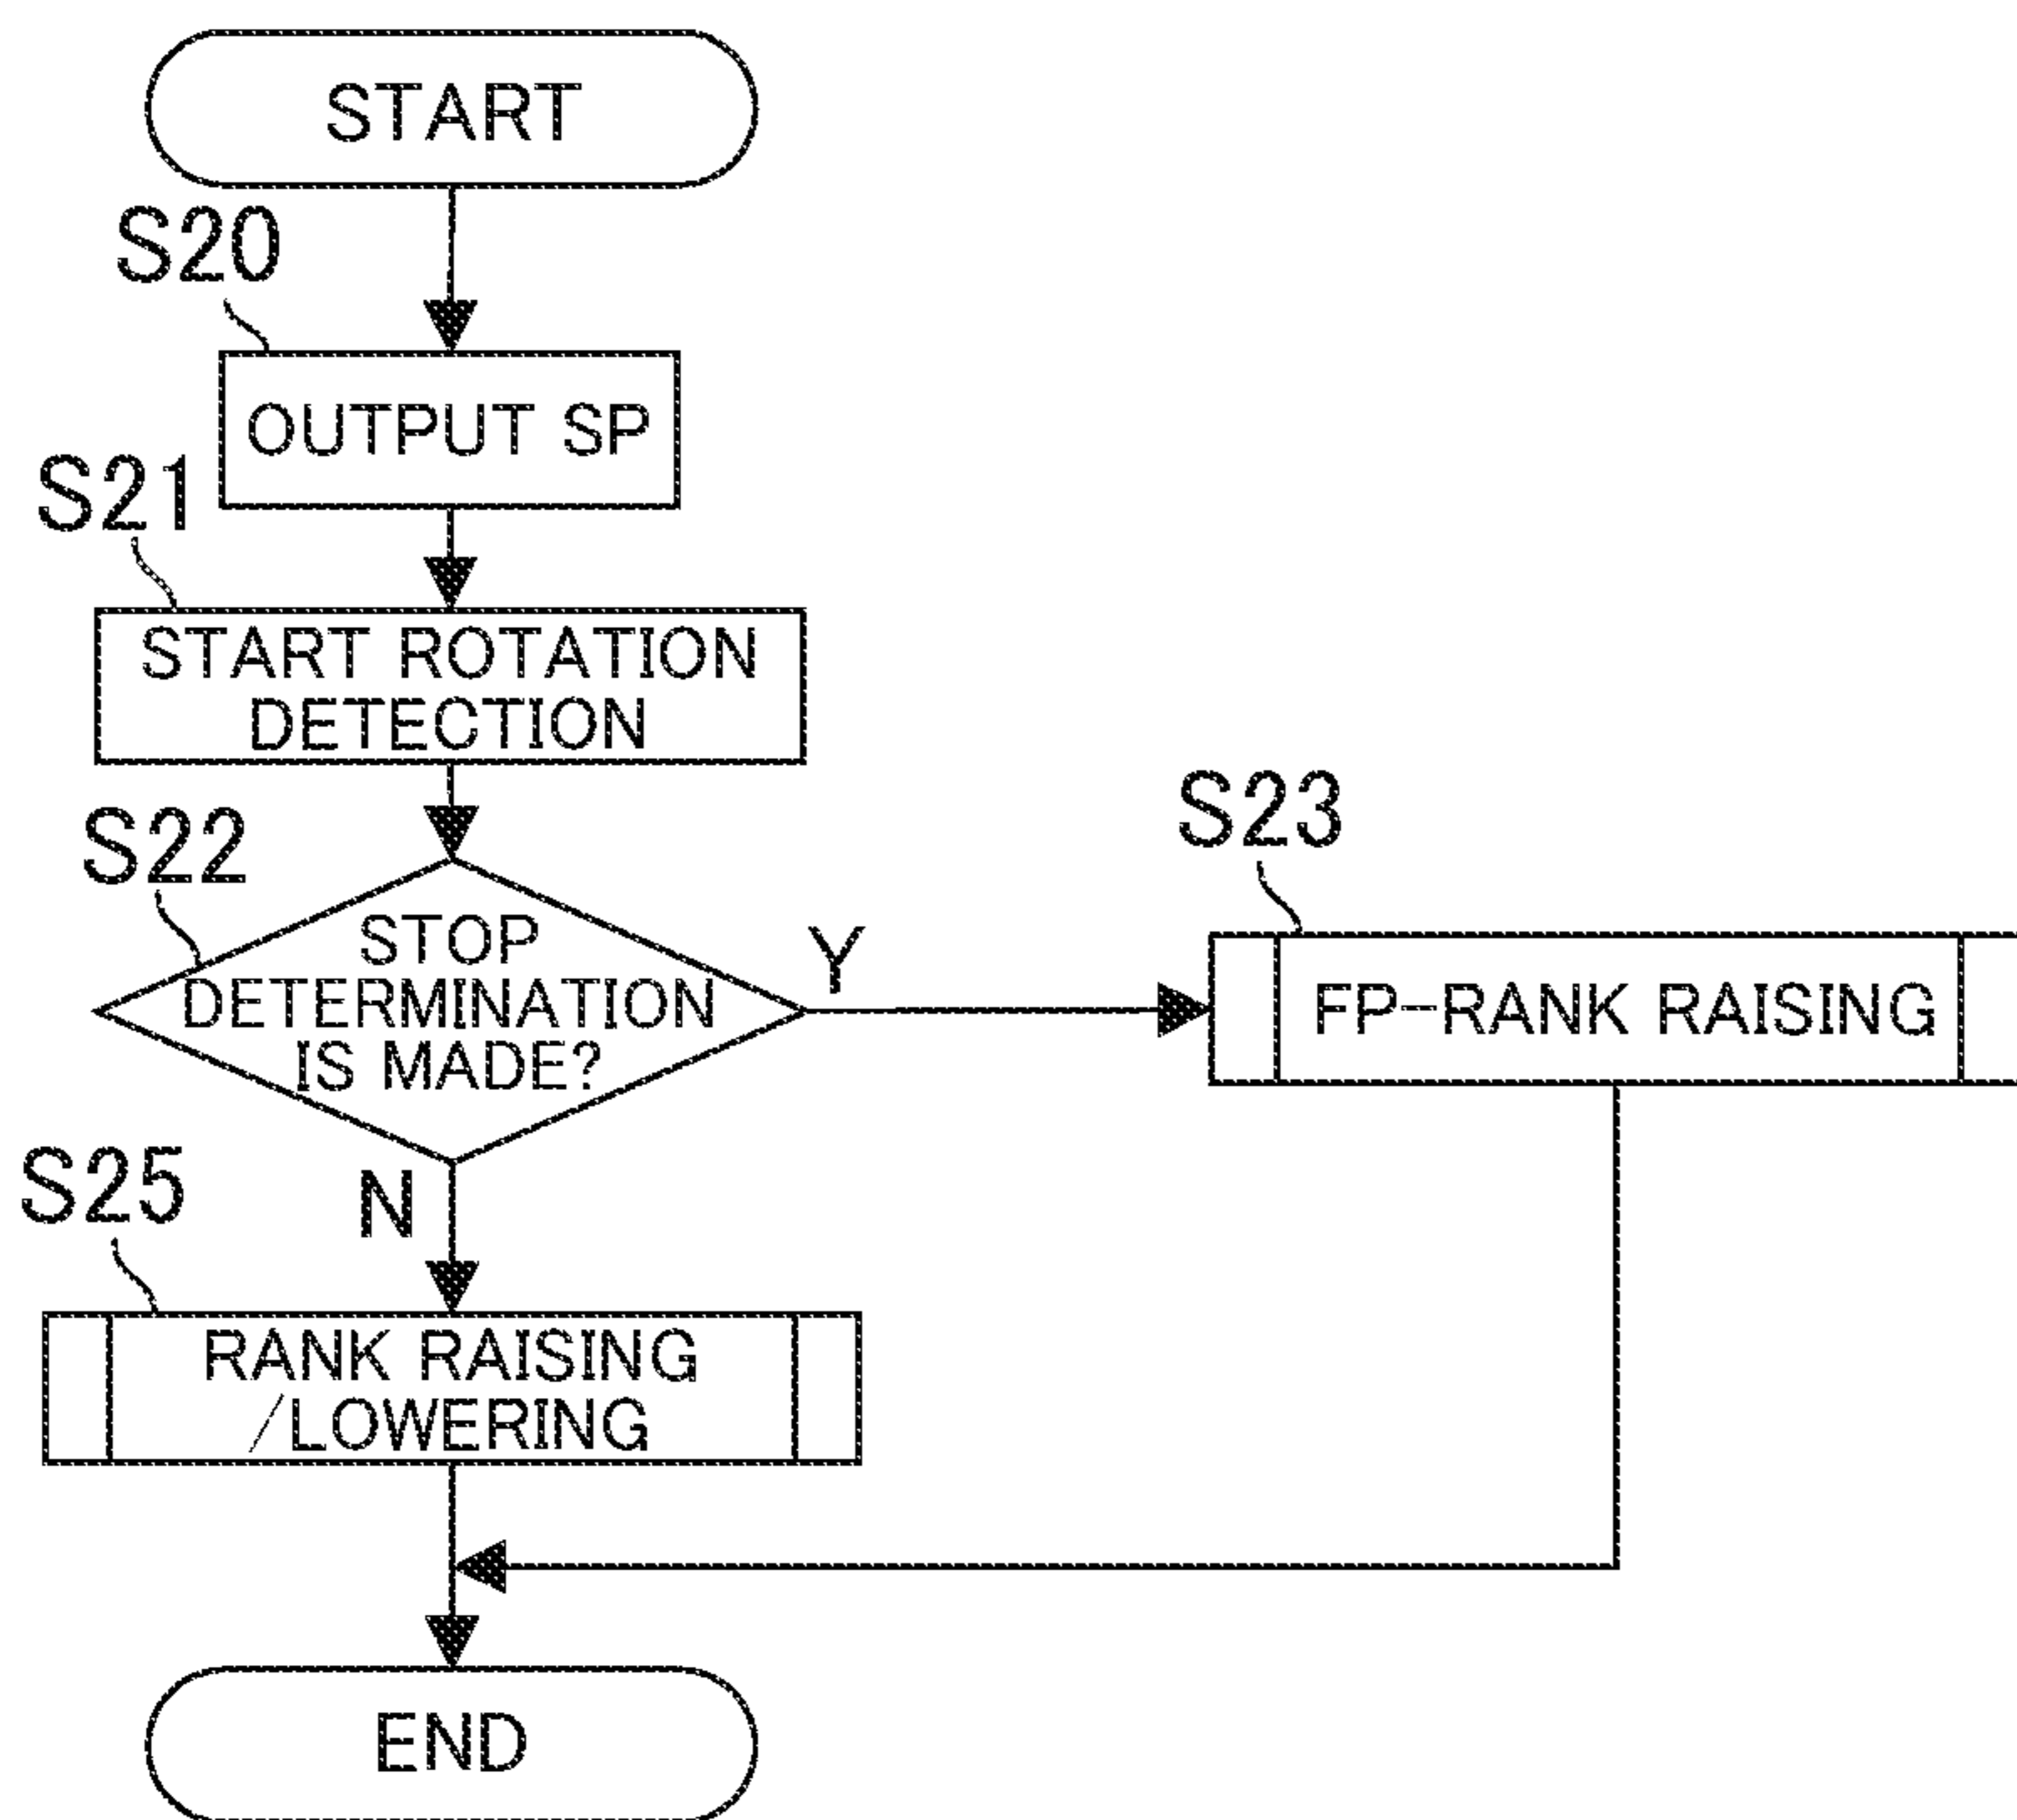 START
S20
OUTPUT SP
S21
START ROTATION
DETECTION
S22
STOP
DETERMINATION
IS MADE?
Y
S23
FP-RANK RAISING
N
S25
RANK RAISING
/LOWERING
END